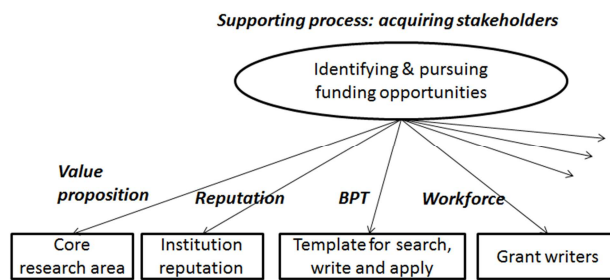 Supporting process: acquiring stakeholders
Identifying & pursuing
funding opportunities
Value
proposition
Reputation
BPT
Workforce
Core
research area
Institution
reputation
Template for search,
write and apply
Grant writers